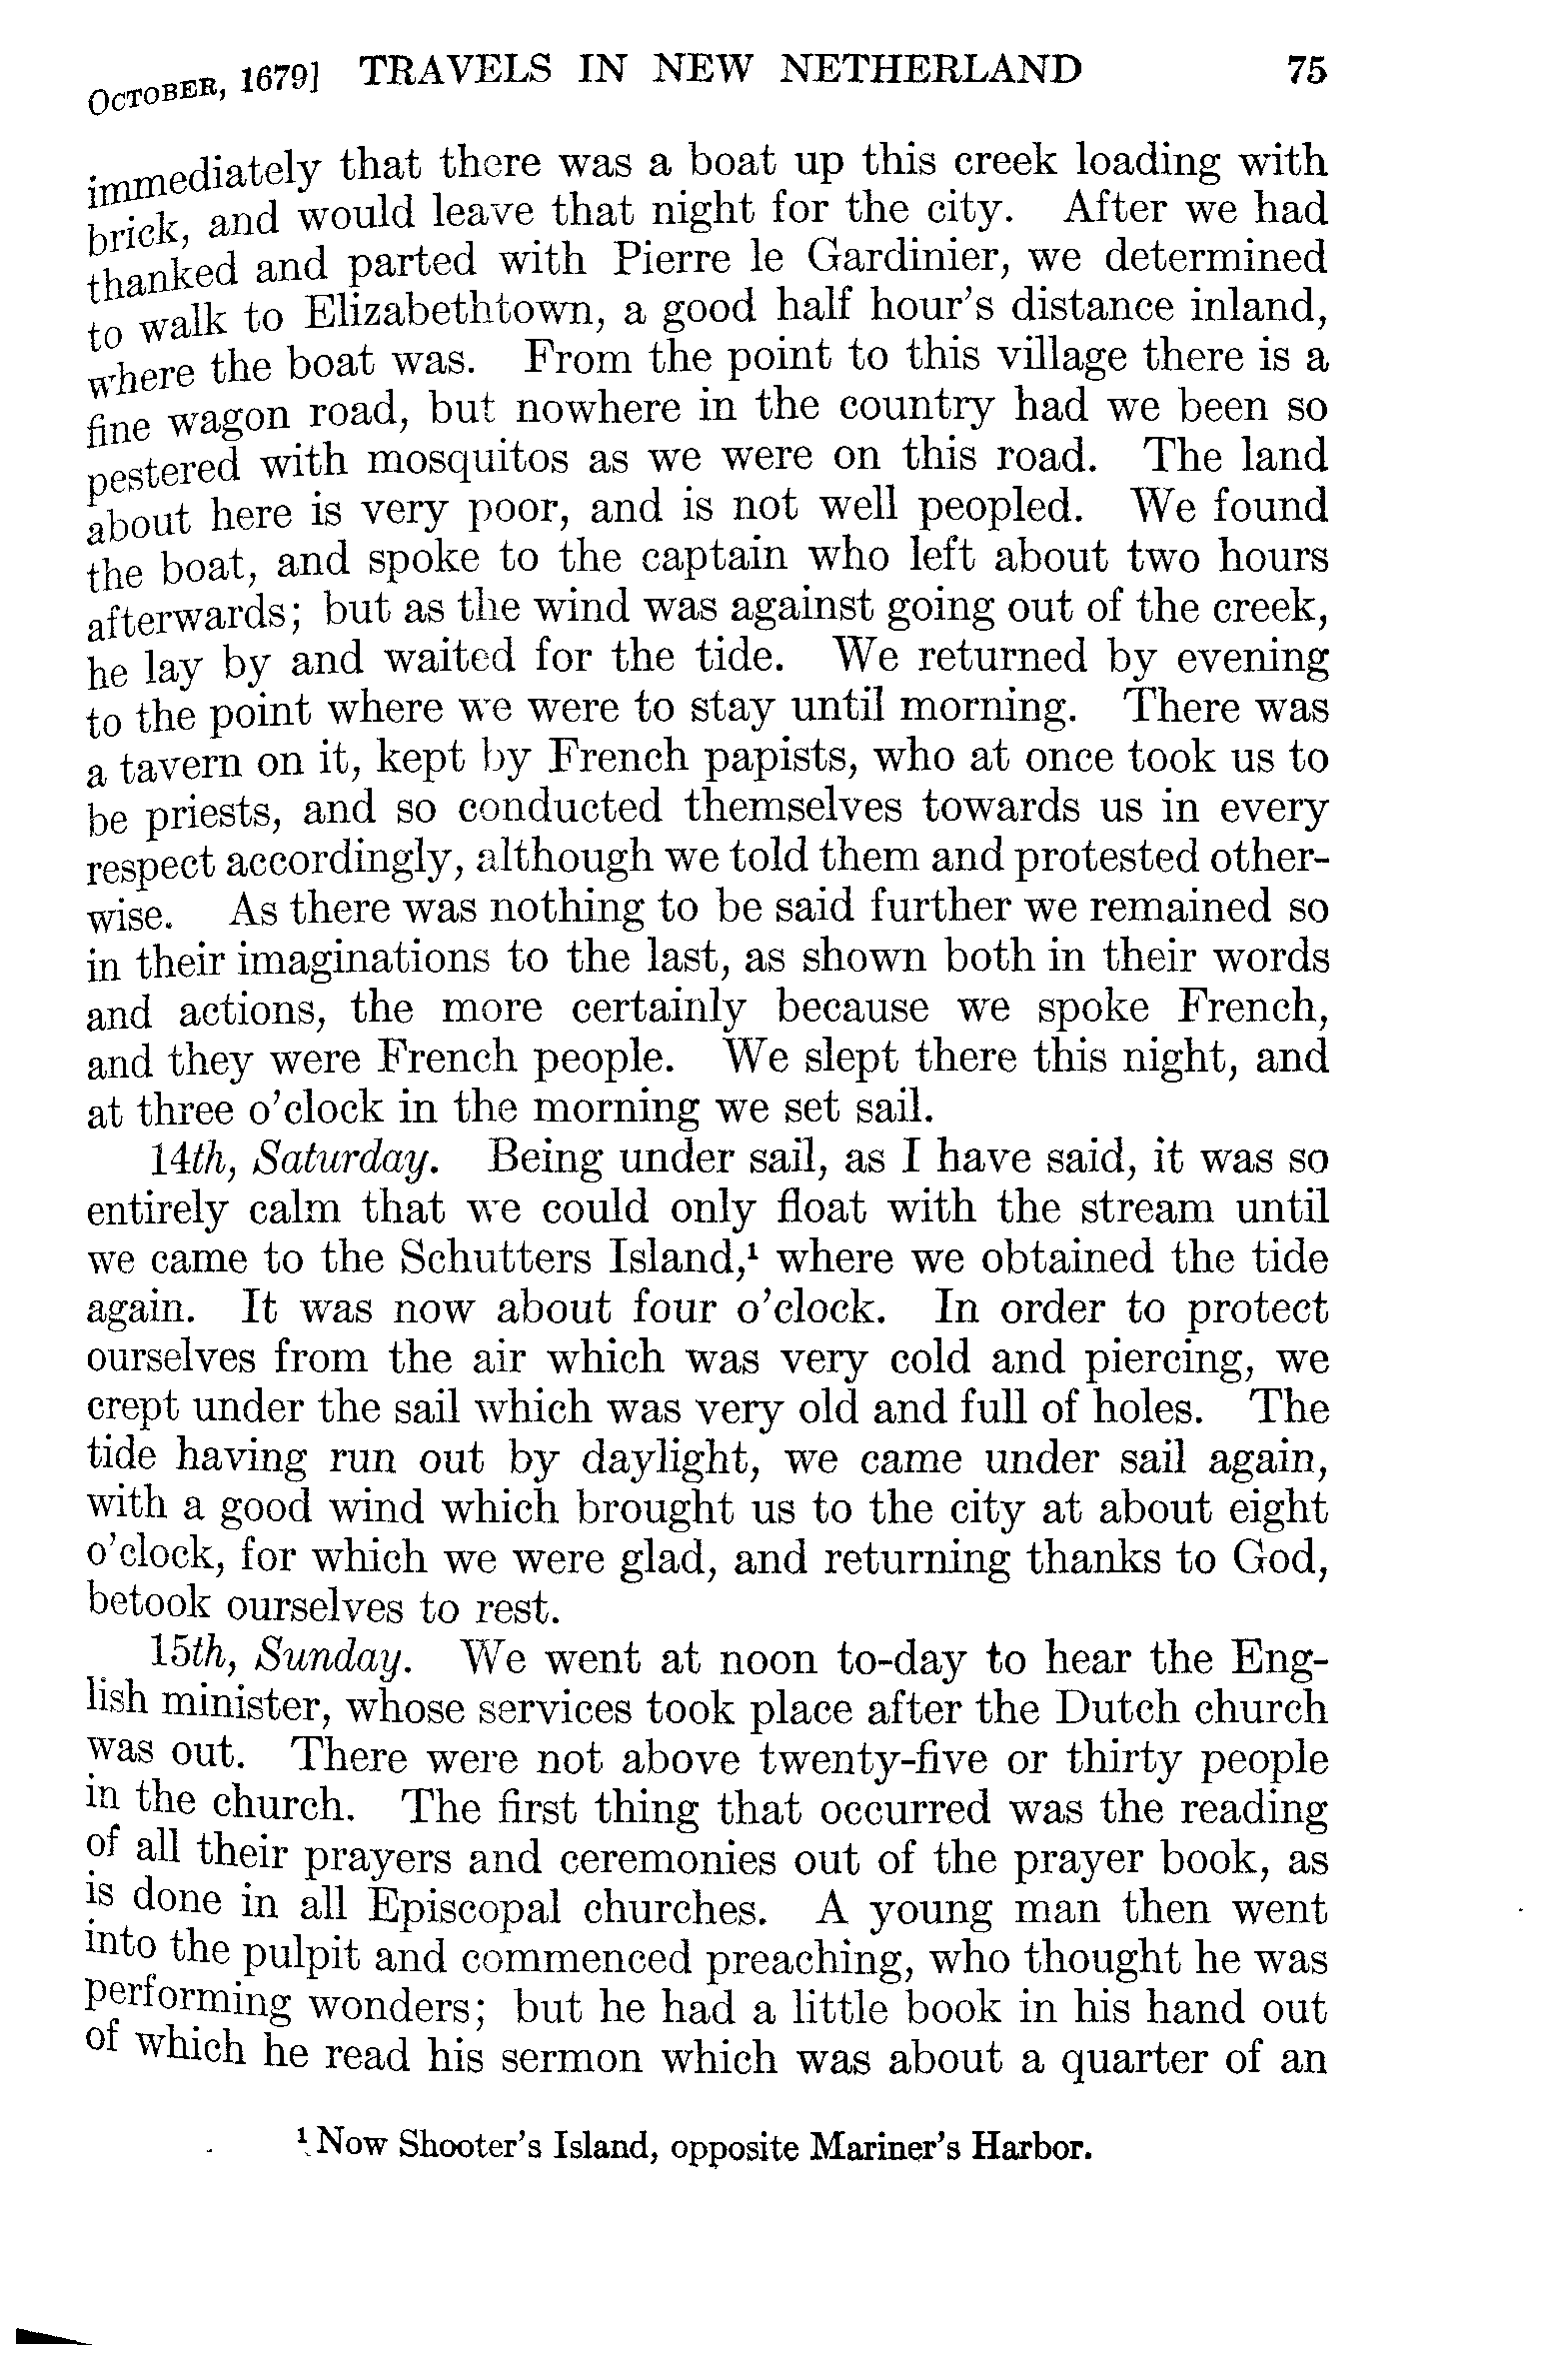 OCTOBER, 1679] TRAVELS IN NEW NETHERLAND 75
immediately that there was a boat up this creek loading with
brick, and would leave that night for the city. After we had
thanked and parted with Pierre le Gardinier, we determined
to walk to Elizabethtown, a good half hour's distance inland,
where the boat was. From the point to this village there is a
fine wagon road, but nowhere in the country had we been so
pestered with mosquitos as we were on this road. The land
about here is very poor, and is not well peopled. We found
the boat, and spoke to the captain who left about two hours
afterwards; but as the wind was against going out of the creek,
he lay by and waited for the tide. We returned by evening
to the point where we were to stay until morning. There was
a tavern on it, kept by French papists, who at once took us to
be priests, and so conducted themselves towards us in every
respect accordingly, although we told them and protested other-
wise. As there was nothing to be said further we remained so
in their imaginations to the last, as shown both in their words
and actions, the more certainly because we spoke French,
and they were French people. We slept there this night, and
at three o'clock in the morning we set sail.
14th, Saturday. Being under sail, as I have said, it was so
entirely calm that we could only float with the stream until
we came to the Schutters Island,¹ where we obtained the tide
again. It was now about four o'clock. In order to protect
ourselves from the air which was very cold and piercing, we
crept under the sail which was very old and full of holes. The
tide having run out by daylight, we came under sail again,
with a good wind which brought us to the city at about eight
o'clock, for which we were glad, and returning thanks to God,
betook ourselves to rest.
15th, Sunday. We went at noon to-day to hear the Eng-
lish minister, whose services took place after the Dutch church
was out. There were not above twenty-five or thirty people
in the church. The first thing that occurred was the reading
of all their prayers and ceremonies out of the prayer book, as
is done in all Episcopal churches. A young man then went
into the pulpit and commenced preaching, who thought he was
performing wonders; but he had a little book in his hand out
of which he read his sermon which was about a quarter of an
¹ Now Shooter's Island, opposite Mariner's Harbor.